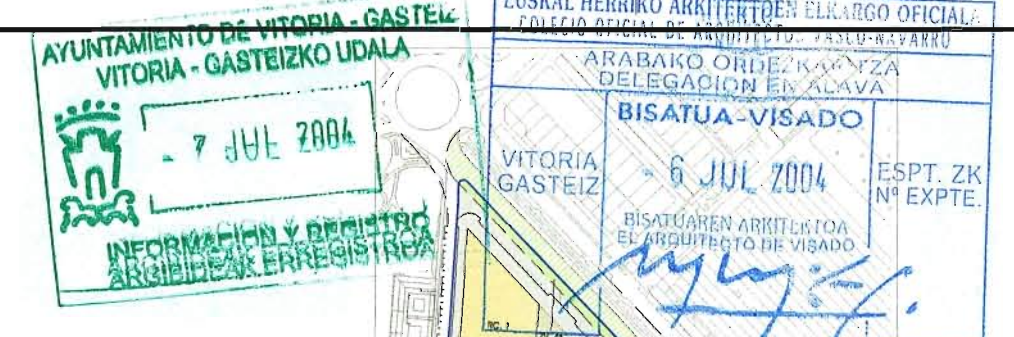 AYUNTAMIENTO DE VITORIA - GASTEIZ
VITORIA - GASTEIZKO UDALA
- 7 JUL 2004
INFORMACION Y REGISTRO
ARGIBIDEAK ERREGISTROA
EUSKAL HERRIKO ARKITEKTOEN ELKARGO OFICIALA
COLEGIO OFICIAL DE ARQUITECTOS VASCO-NAVARRO
ARABAKO ORDEZKARITZA
DELEGACION EN ALAVA
BISATUA-VISADO
VITORIA
GASTEIZ
- 6 JUL 2004
ESPT. ZK
Nº EXPTE.
BISATUAREN ARKITEKTOA
EL ARQUITECTO DE VISADO